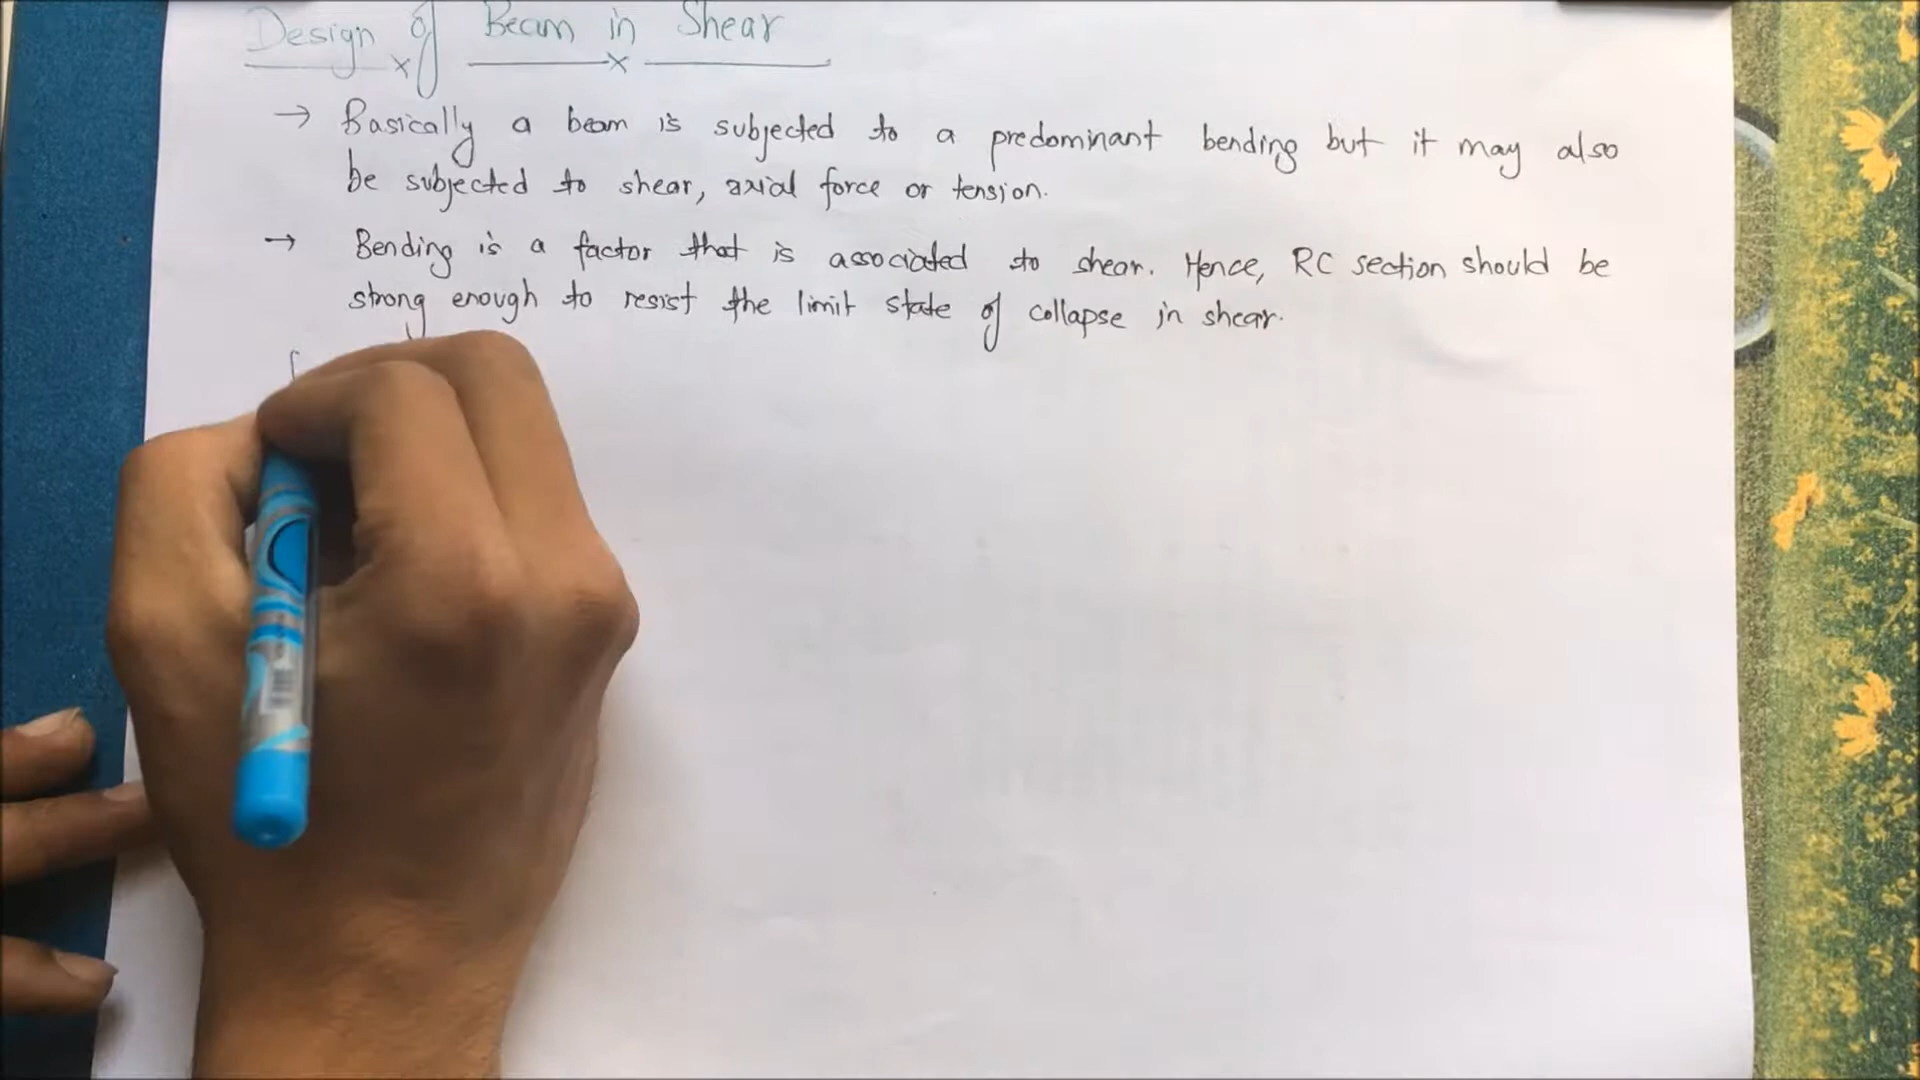 Design of Beam in Shear
→ Basically a beam is subjected to a predominant bending but it may also
be subjected to shear, axial force or tension.
→ Bending is a factor that is associated to shear. Hence, RC section should be
strong enough to resist the limit state of collapse in shear.